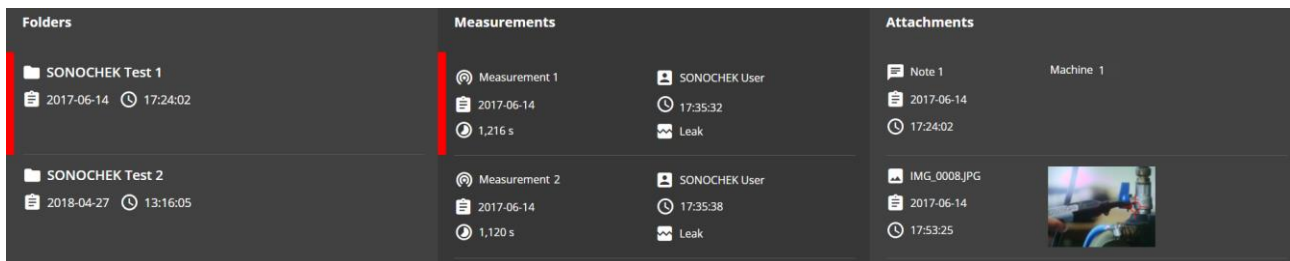 Folders
SONOCHEK Test 1
2017-06-14 17:24:02
SONOCHEK Test 2
2018-04-27 13:16:05
Measurements
Measurement 1 SONOCHEK User
2017-06-14 17:35:32
1,216 s Leak
Measurement 2 SONOCHEK User
2017-06-14 17:35:38
1,120 s Leak
Attachments
Note 1 Machine 1
2017-06-14
17:24:02
IMG_0008.JPG
2017-06-14
17:53:25